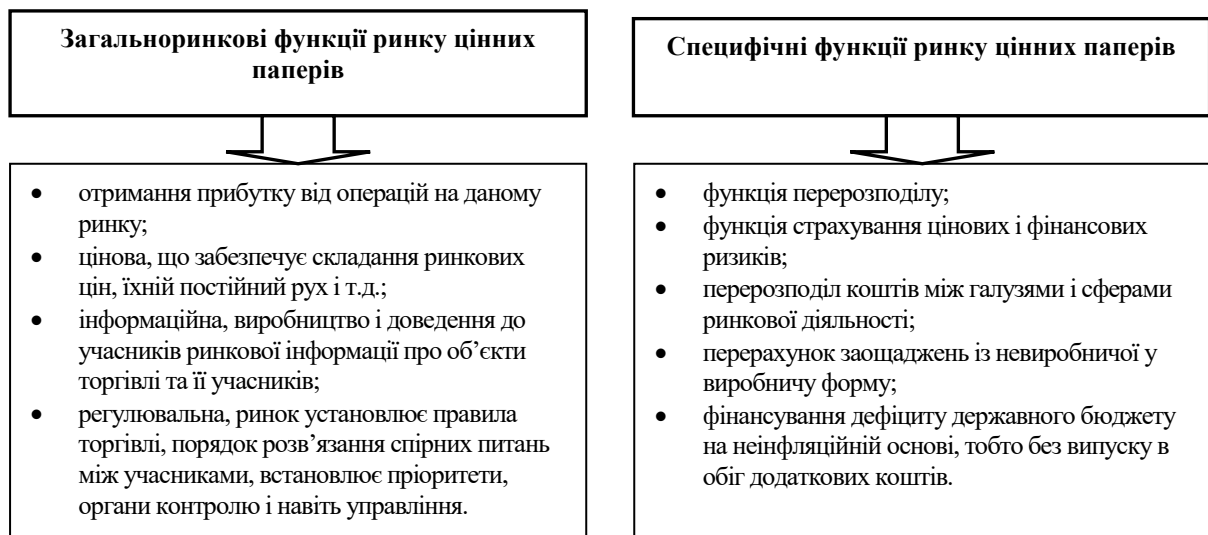 Загальноринкові функції ринку цінних
паперів
• отримання прибутку від операцій на даному
ринку;
• цінова, що забезпечує складання ринкових
цін, їхній постійний рух і т.д.;
• інформаційна, виробництво і доведення до
учасників ринкової інформації про об’єкти
торгівлі та її учасників;
• регулювальна, ринок установлює правила
торгівлі, порядок розв’язання спірних питань
між учасниками, встановлює пріоритети,
органи контролю і навіть управління.
Специфічні функції ринку цінних паперів
• функція перерозподілу;
• функція страхування цінових і фінансових
ризиків;
• перерозподіл коштів між галузями і сферами
ринкової діяльності;
• перерахунок заощаджень із невиробничої у
виробничу форму;
• фінансування дефіциту державного бюджету
на неінфляційній основі, тобто без випуску в
обіг додаткових коштів.